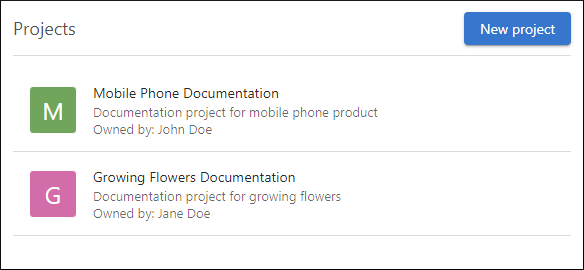 Projects
New project
M
Mobile Phone Documentation
Documentation project for mobile phone product
Owned by: John Doe
G
Growing Flowers Documentation
Documentation project for growing flowers
Owned by: Jane Doe